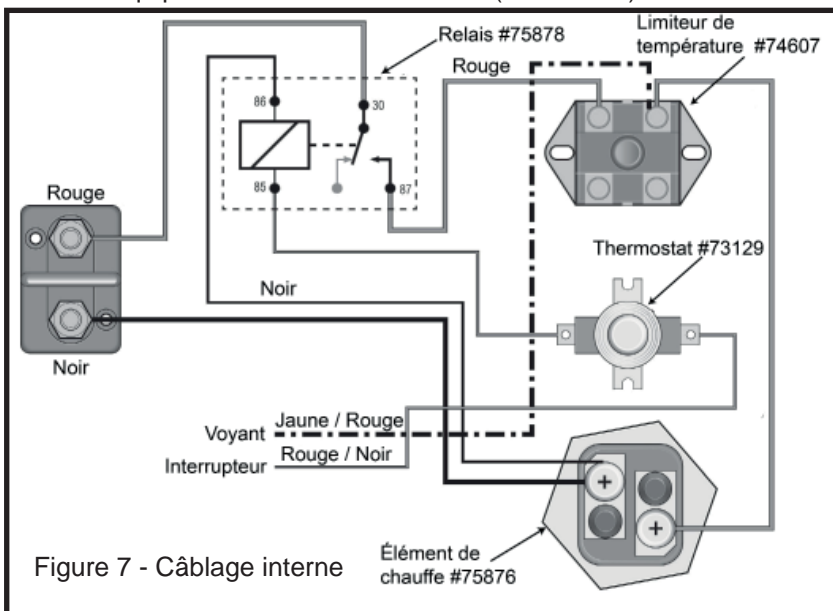 Relais #75878
Limiteur de
température #74607
Rouge
86
30
85
87
Rouge
Noir
Thermostat #73129
Noir
Voyant
Jaune / Rouge
Interrupteur
Rouge / Noir
Élément de
chauffe #75876
Figure 7 - Câblage interne